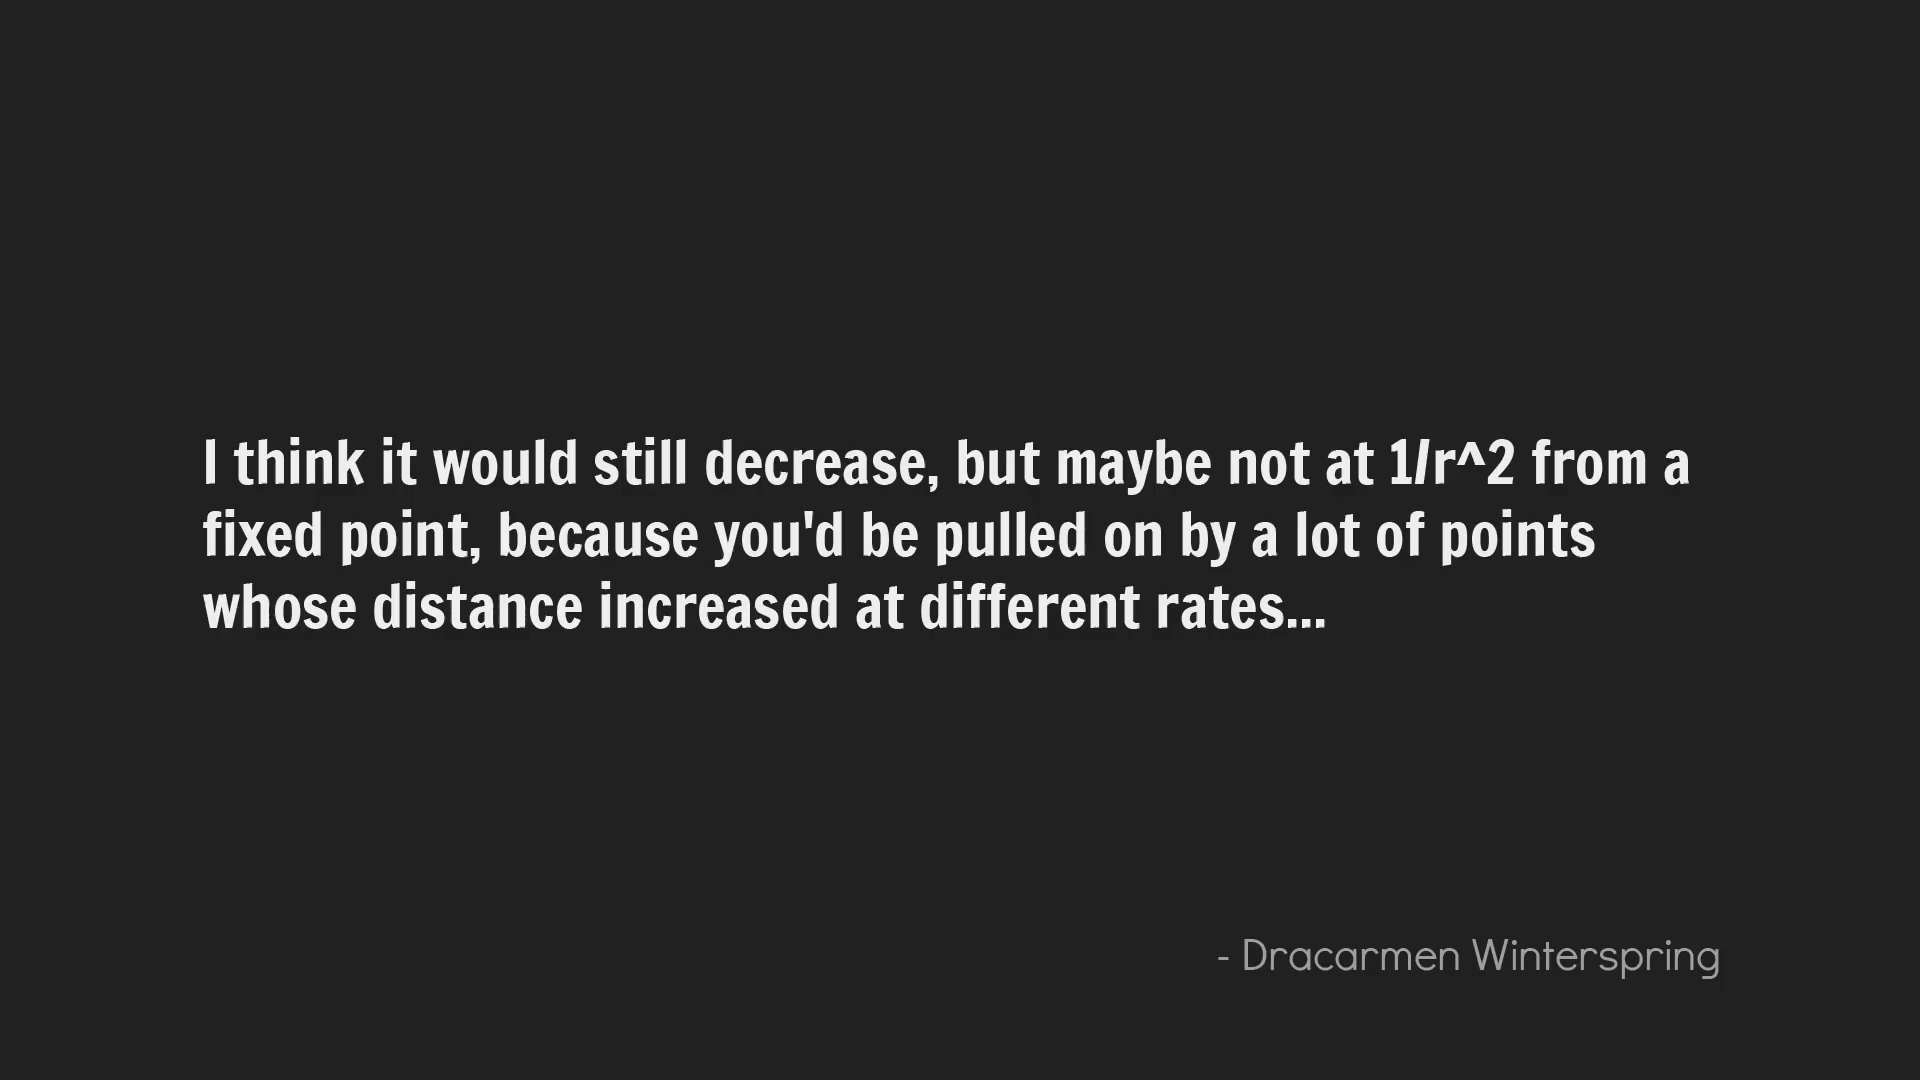 I think it would still decrease, but maybe not at 1/r^2 from a
fixed point, because you'd be pulled on by a lot of points
whose distance increased at different rates...
- Dracarmen Winterspring